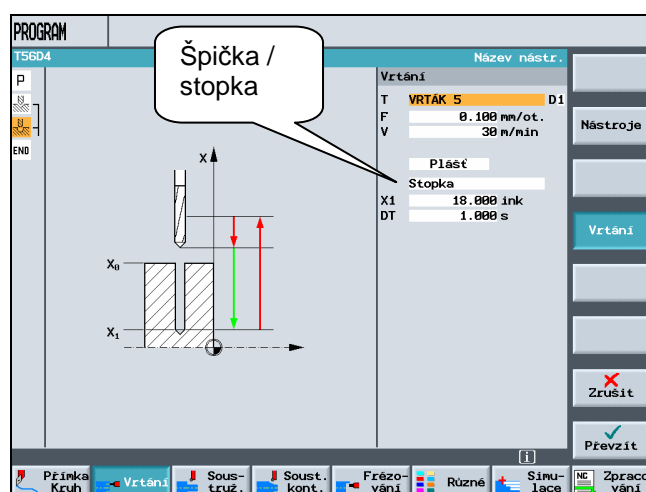 PROGRAM
T56D4
Název nástr.
Špička /
stopka
P
END
Vrtání
T VRTÁK 5 D1
F 0.100 mm/ot.
V 30 m/min
Plášť
Stopka
X1 18.000 ink
DT 1.000 s
X
X0
X1
Nástroje
Vrtání
Zrušit
Převzít
i
Přímka
Kruh
Vrtání
Sous-
truž.
Soust.
kont.
Frézo-
vání
Různé
Simu-
lace
NC
Zpraco
vání